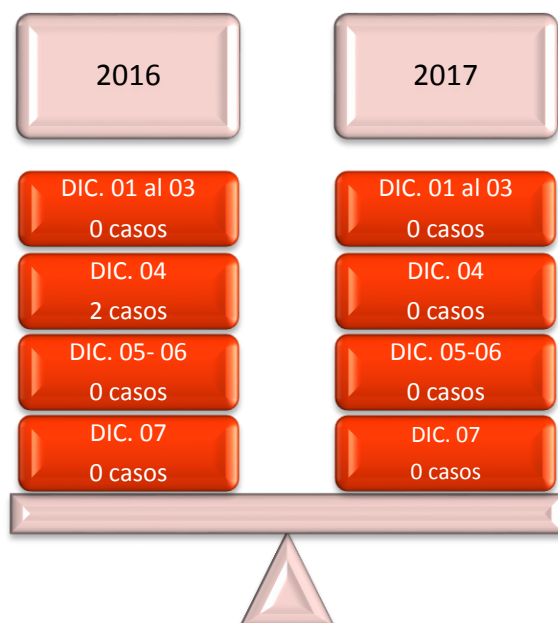 2016
2017
DIC. 01 al 03
0 casos
DIC. 04
2 casos
DIC. 05- 06
0 casos
DIC. 07
0 casos
DIC. 01 al 03
0 casos
DIC. 04
0 casos
DIC. 05-06
0 casos
DIC. 07
0 casos